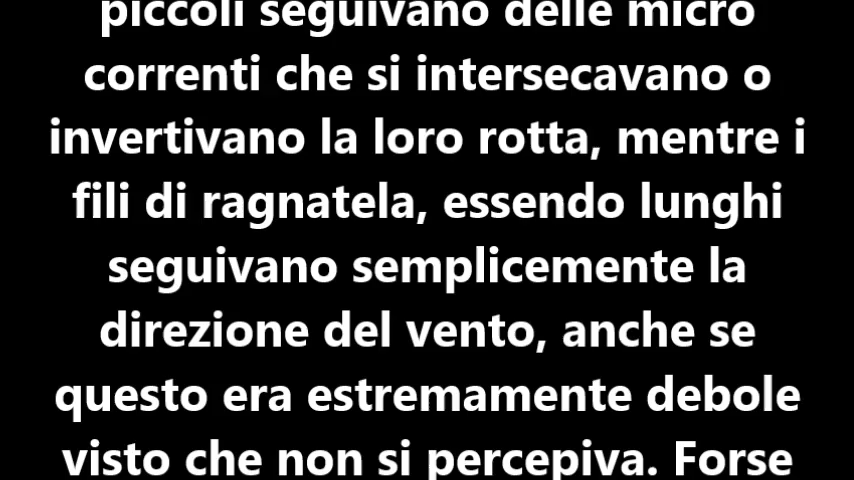 piccoli seguivano delle micro
correnti che si intersecavano o
invertivano la loro rotta, mentre i
fili di ragnatela, essendo lunghi
seguivano semplicemente la
direzione del vento, anche se
questo era estremamente debole
visto che non si percepiva. Forse